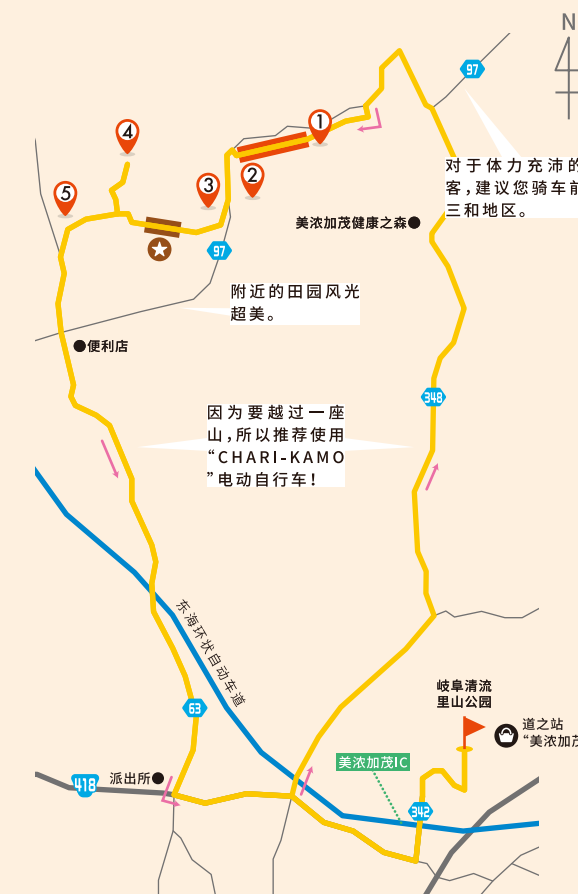 N
97
1
4
2
3
5
对于体力充沛的
客，建议您骑车前
三和地区。
美浓加茂健康之森
97
附近的田园风光
超美。
便利店
348
因为要越过一座
山，所以推荐使用
“CHARI-KAMO
”电动自行车！
东海环状自动车道
岐阜清流
里山公园
63
道之站
“美浓加茂
美浓加茂IC
派出所
418
342